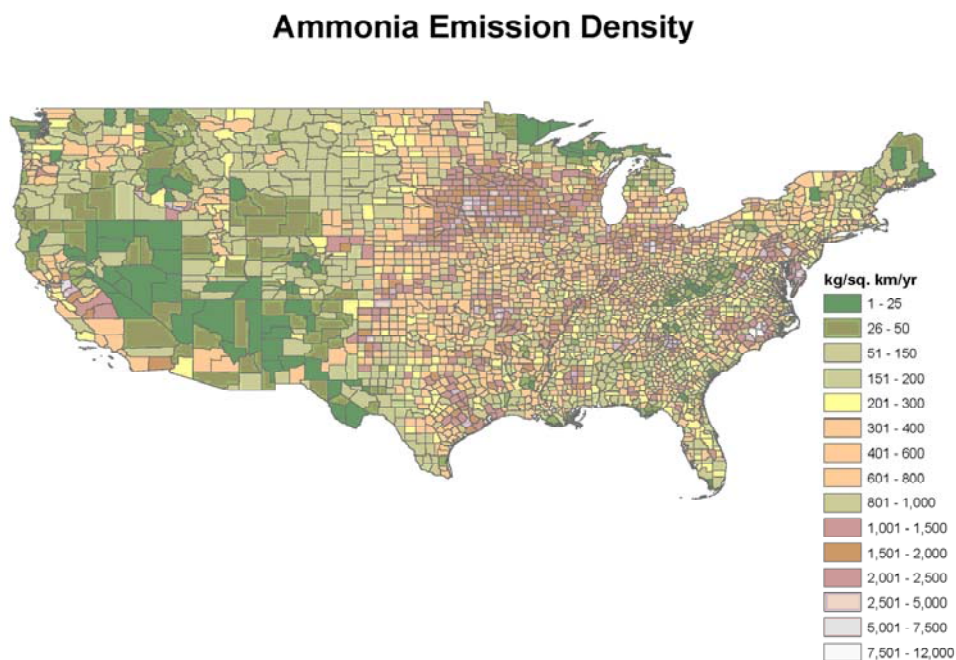 Ammonia Emission Density
kg/sq. km/yr
1 - 25
26 - 50
51 - 150
151 - 200
201 - 300
301 - 400
401 - 600
601 - 800
801 - 1,000
1,001 - 1,500
1,501 - 2,000
2,001 - 2,500
2,501 - 5,000
5,001 - 7,500
7,501 - 12,000